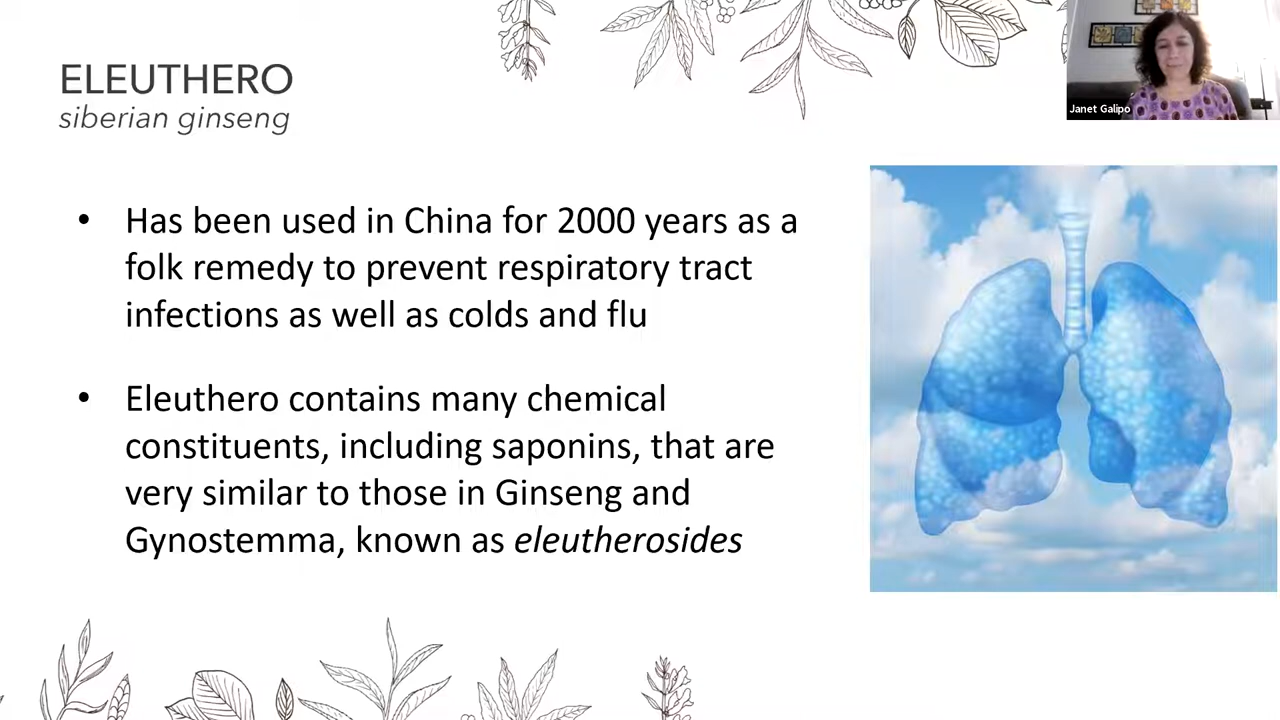 ELEUTHERO
siberian ginseng
Janet Galipo
• Has been used in China for 2000 years as a
folk remedy to prevent respiratory tract
infections as well as colds and flu
• Eleuthero contains many chemical
constituents, including saponins, that are
very similar to those in Ginseng and
Gynostemma, known as eleutherosides